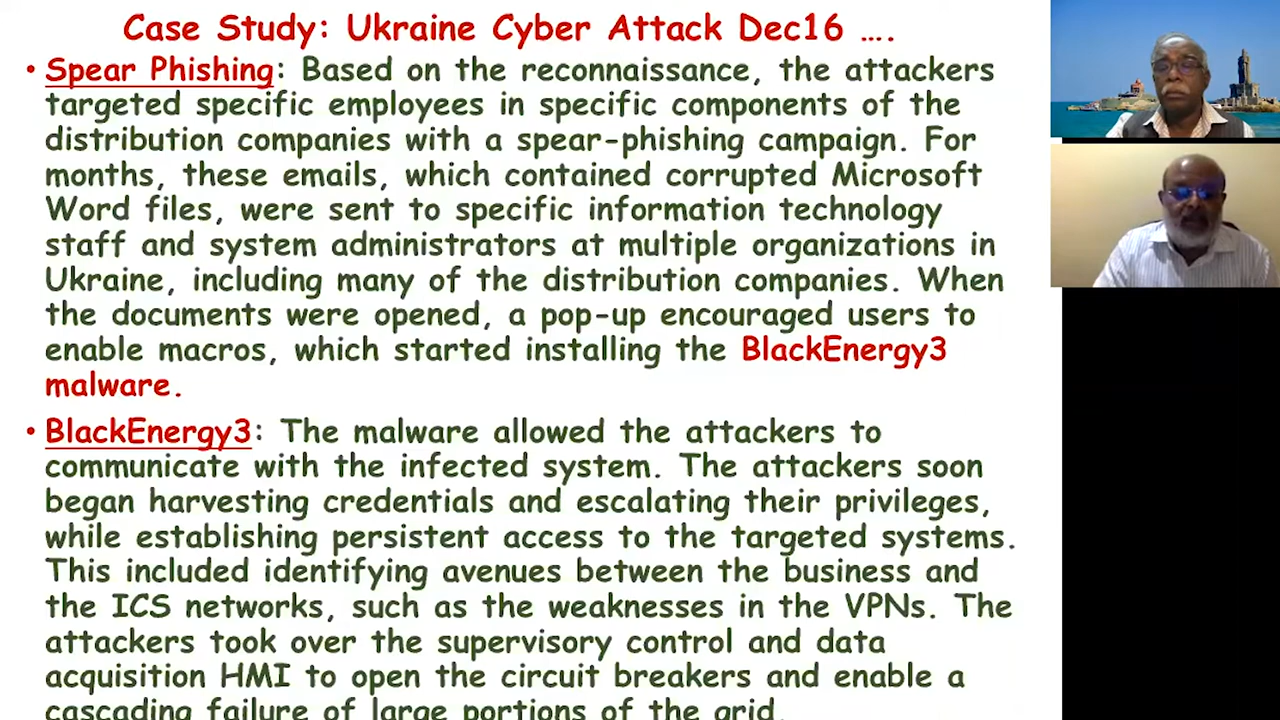 Case Study: Ukraine Cyber Attack Dec16 ....
• Spear Phishing: Based on the reconnaissance, the attackers
targeted specific employees in specific components of the
distribution companies with a spear-phishing campaign. For
months, these emails, which contained corrupted Microsoft
Word files, were sent to specific information technology
staff and system administrators at multiple organizations in
Ukraine, including many of the distribution companies. When
the documents were opened, a pop-up encouraged users to
enable macros, which started installing the BlackEnergy3
malware.
• BlackEnergy3: The malware allowed the attackers to
communicate with the infected system. The attackers soon
began harvesting credentials and escalating their privileges,
while establishing persistent access to the targeted systems.
This included identifying avenues between the business and
the ICS networks, such as the weaknesses in the VPNs. The
attackers took over the supervisory control and data
acquisition HMI to open the circuit breakers and enable a
cascading failure of large portions of the grid.